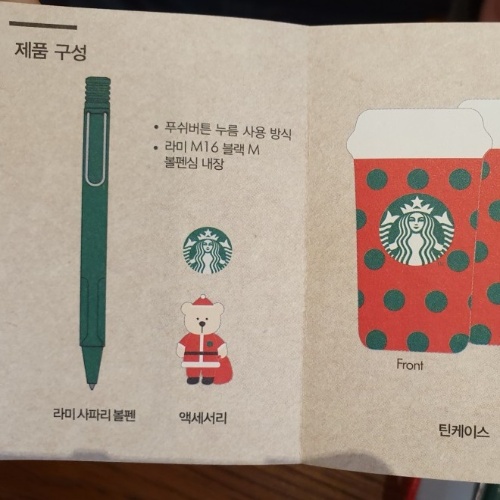 제품 구성
• 푸쉬버튼 누름 사용 방식
• 라미 M16 블랙 M
볼펜심 내장
라미 사파리 볼펜
액세서리
Front
틴케이스